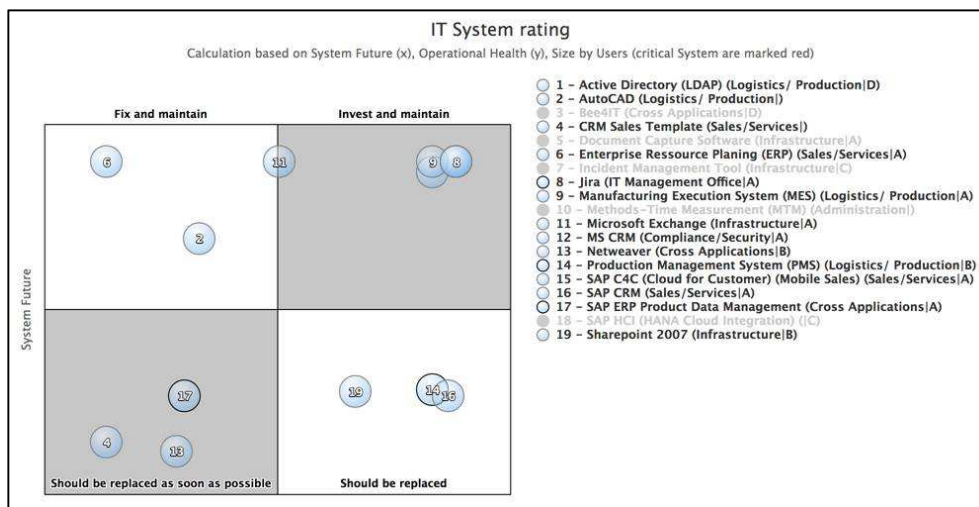 IT System rating
Calculation based on System Future (x), Operational Health (y), Size by Users (critical System are marked red)
Fix and maintain
Invest and maintain
6
11
9
8
2
System Future
17
19
14
16
4
13
Should be replaced as soon as possible
Should be replaced
1 - Active Directory (LDAP) (Logistics/ Production|D)
2 - AutoCAD (Logistics/ Production|)
3 - Bee4IT (Cross Applications|D)
4 - CRM Sales Template (Sales/Services|)
5 - Document Capture Software (Infrastructure|A)
6 - Enterprise Ressource Planing (ERP) (Sales/Services|A)
7 - Incident Management Tool (Infrastructure|C)
8 - Jira (IT Management Office|A)
9 - Manufacturing Execution System (MES) (Logistics/ Production|A)
10 - Methods-Time Measurement (MTM) (Administration|)
11 - Microsoft Exchange (Infrastructure|A)
12 - MS CRM (Compliance/Security|A)
13 - Netweaver (Cross Applications|B)
14 - Production Management System (PMS) (Logistics/ Production|B)
15 - SAP C4C (Cloud for Customer) (Mobile Sales) (Sales/Services|A)
16 - SAP CRM (Sales/Services|A)
17 - SAP ERP Product Data Management (Cross Applications|A)
18 - SAP HCI (HANA Cloud Integration) (|C)
19 - Sharepoint 2007 (Infrastructure|B)